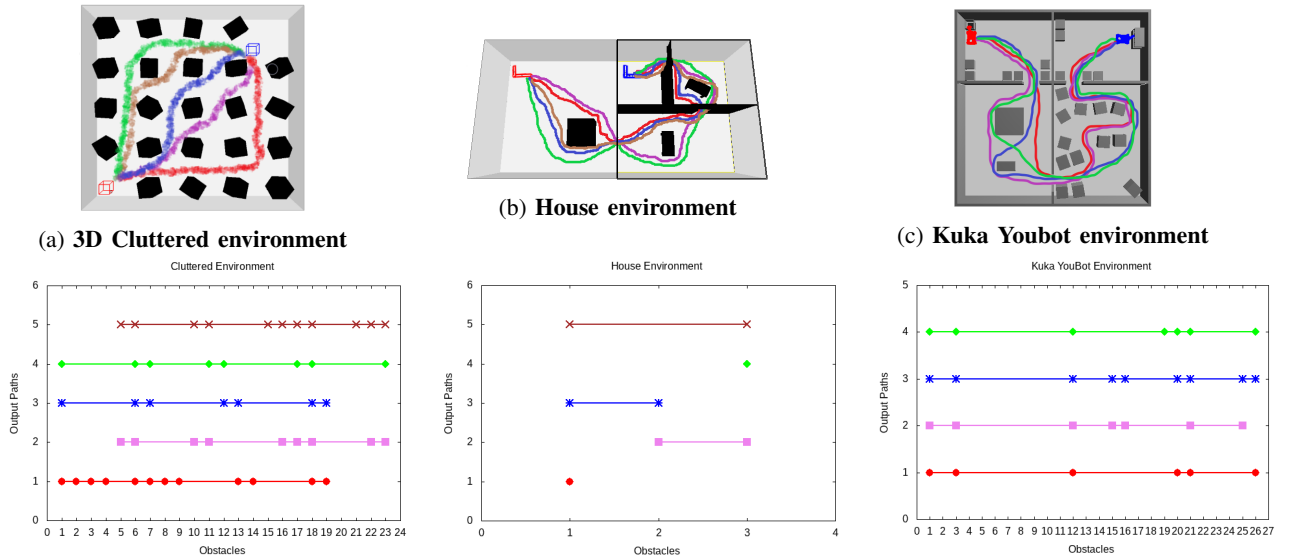 (a) 3D Cluttered environment
(b) House environment
(c) Kuka Youbot environment
Cluttered Environment
6
5
4
3
2
1
0
Output Paths
0 1 2 3 4 5 6 7 8 9 10 11 12 13 14 15 16 17 18 19 20 21 22 23 24
Obstacles
House Environment
6
5
4
3
2
1
0
Output Paths
0 1 2 3 4
Obstacles
Kuka YouBot Environment
5
4
3
2
1
0
Output Paths
0 1 2 3 4 5 6 7 8 9 10 11 12 13 14 15 16 17 18 19 20 21 22 23 24 25 26 27
Obstacles